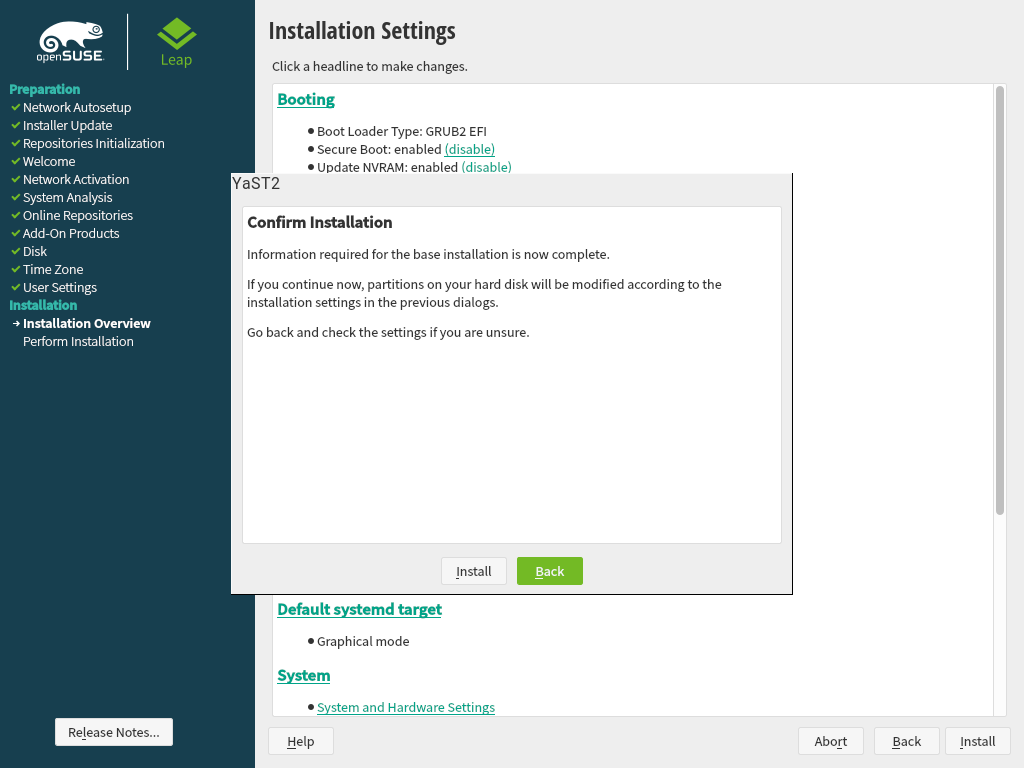 openSUSE
Leap
Preparation
Network Autosetup
Installer Update
Repositories Initialization
Welcome
Network Activation
System Analysis
Online Repositories
Add-On Products
Disk
Time Zone
User Settings
Installation
Installation Overview
Perform Installation
Release Notes...
Installation Settings
Click a headline to make changes.
Booting
Boot Loader Type: GRUB2 EFI
Secure Boot: enabled (disable)
Update NVRAM: enabled (disable)
YaST2
Confirm Installation
Information required for the base installation is now complete.
If you continue now, partitions on your hard disk will be modified according to the
installation settings in the previous dialogs.
Go back and check the settings if you are unsure.
Install Back
Default systemd target
Graphical mode
System
System and Hardware Settings
Help Abort Back Install